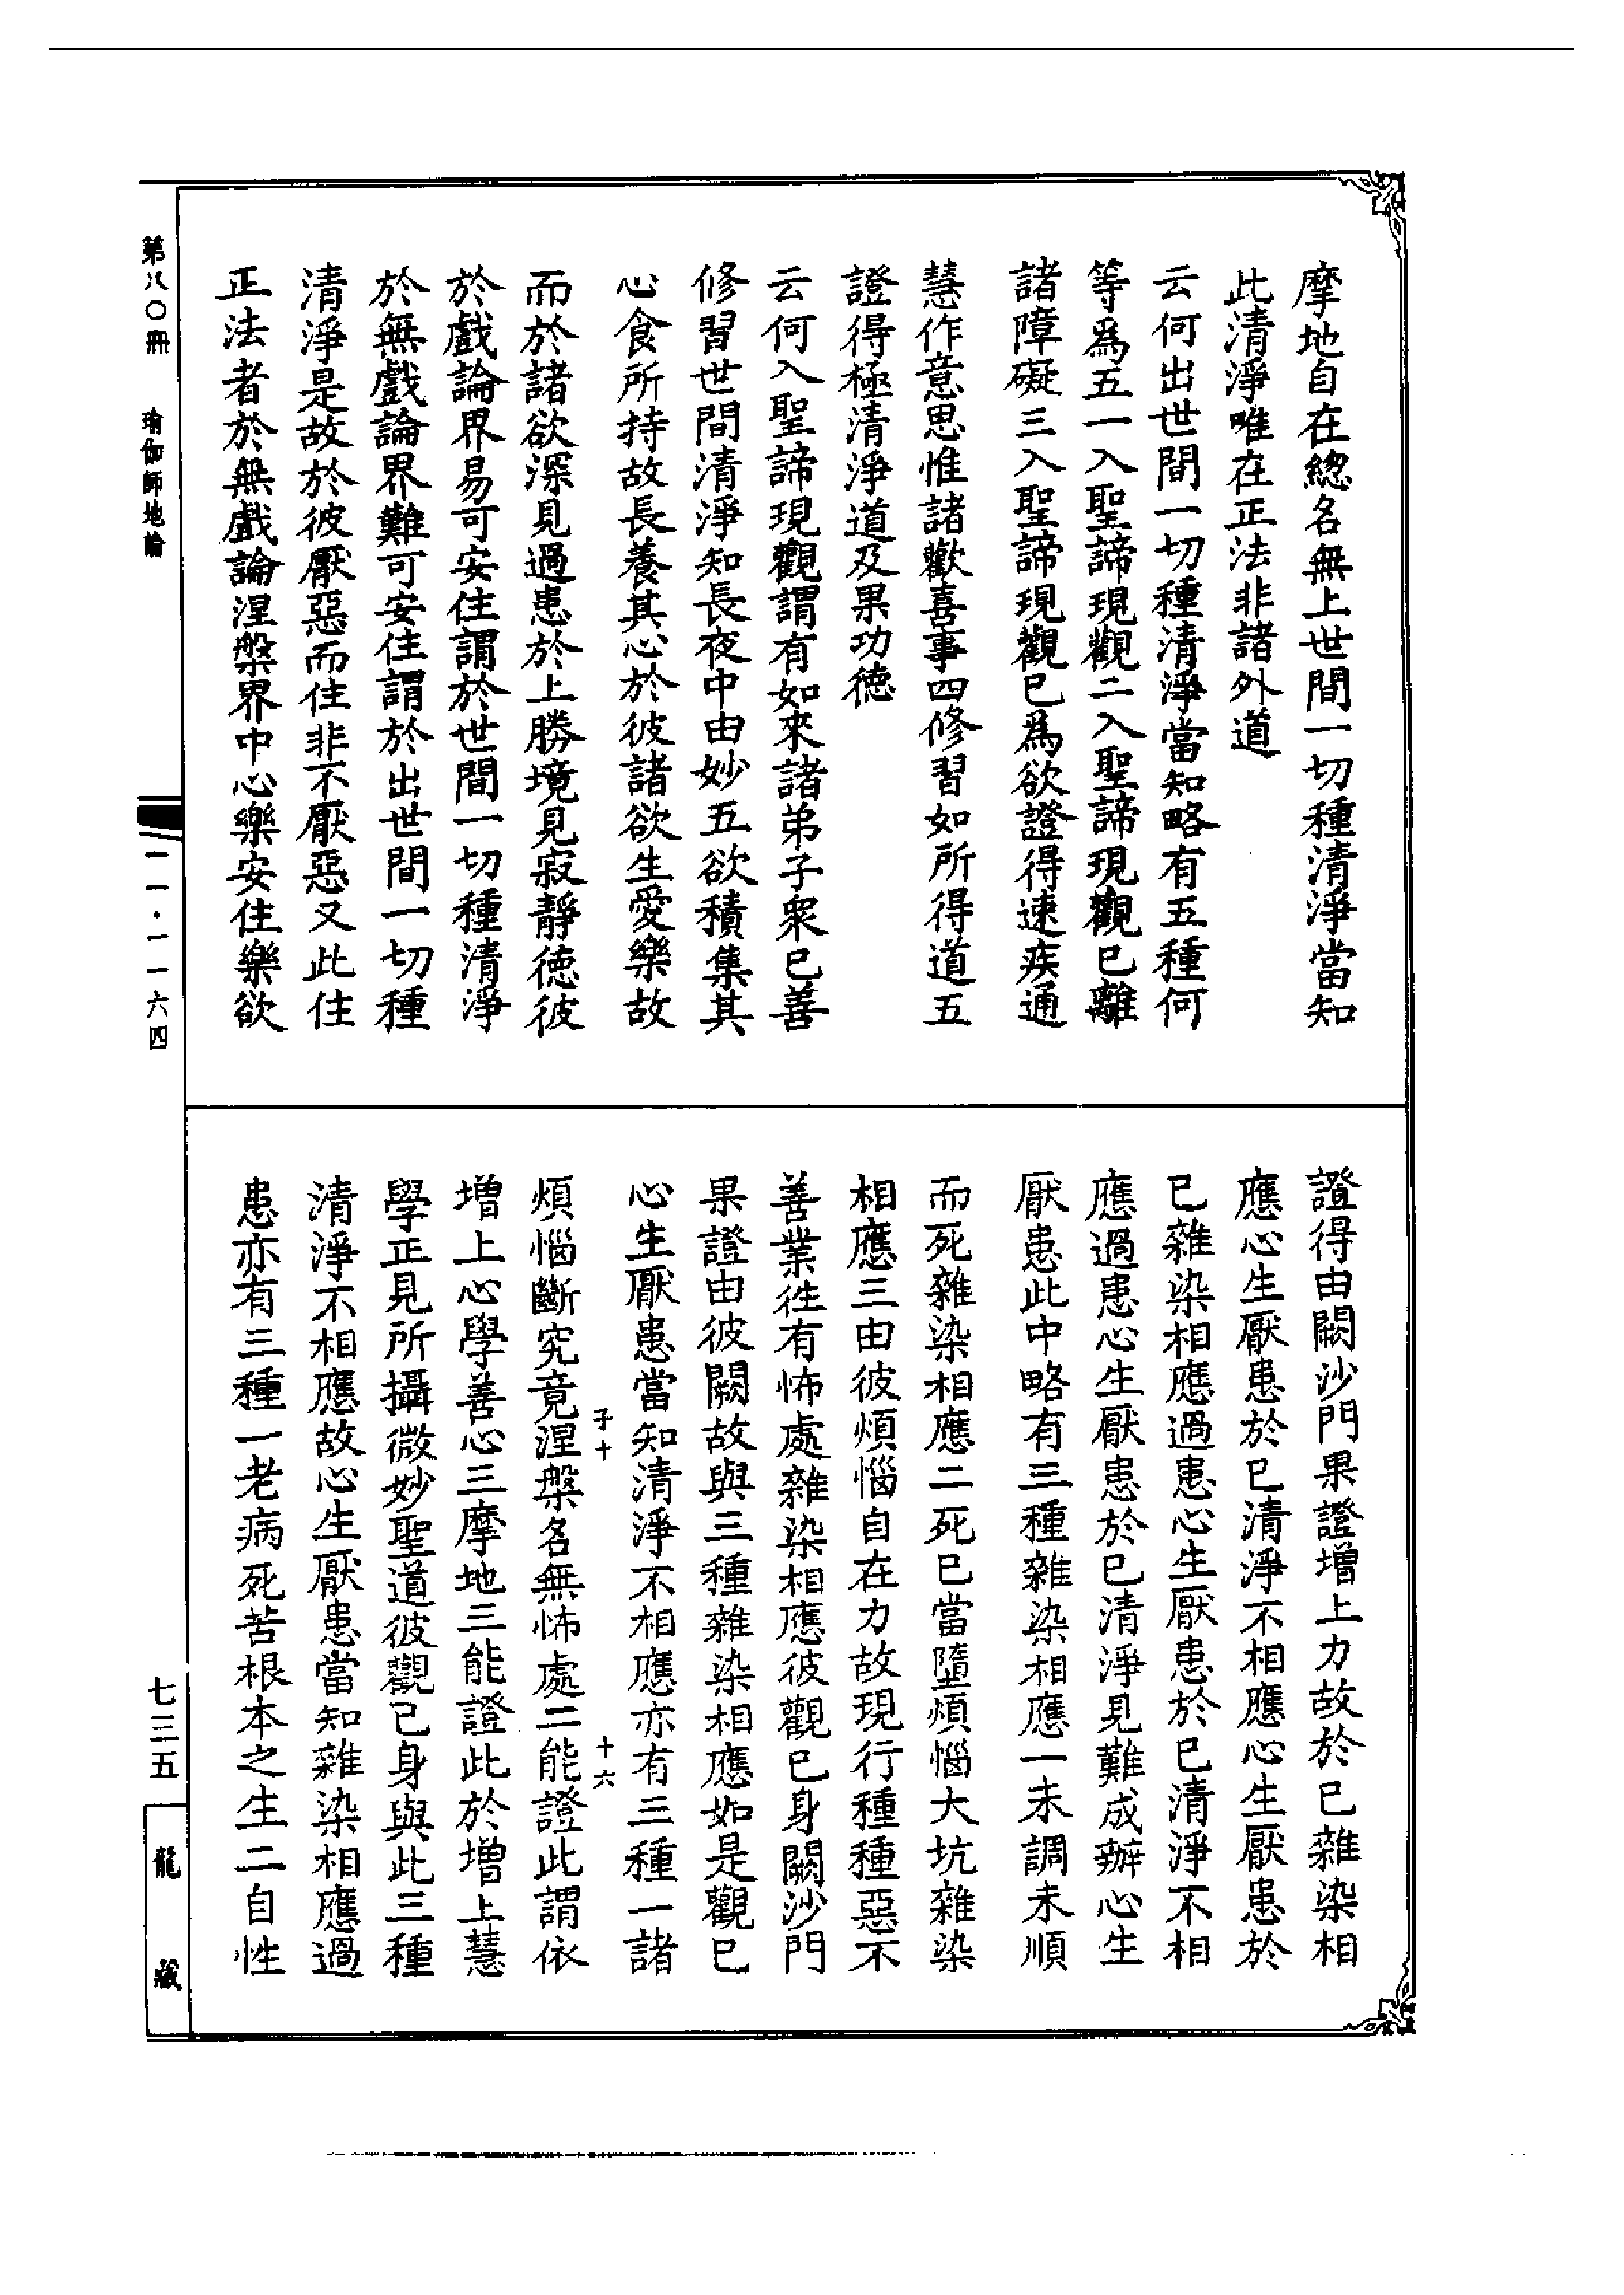 摩地自在總名無上世間一切種清淨當知
此清淨唯在正法非諸外道
云何出世間一切種清淨當知略有五種何
等爲五一入聖諦現觀二入聖諦現觀已離
諸障礙三入聖諦現觀已爲欲證得速疾通
慧作意思惟諸歡喜事四修習如所得道五
證得極清淨道及果功德
云何入聖諦現觀謂有如來諸弟子衆已善
修習世間清淨知長夜中由妙五欲積集其
心食所持故長養其心於彼諸欲生愛樂故
而於諸欲深見過患於上勝境見寂靜德彼
於戲論界易可安住謂於世間一切種清淨
於無戲論界難可安住謂於出世間一切種
清淨是故於彼厭惡而住非不厭惡又此住
正法者於無戲論涅槃界中心樂安住樂欲
證得由闕沙門果證增上力故於已雜染相
應心生厭患於已清淨不相應心生厭患於
已雜染相應過患心生厭患於已清淨不相
應過患心生厭患於已清淨見難成辦心生
厭患此中略有三種雜染相應一未調未順
而死雜染相應二死已當墮煩惱大坑雜染
相應三由彼煩惱自在力故現行種種惡不
善業往有怖處雜染相應彼觀已身闕沙門
果證由彼闕故與三種雜染相應如是觀已
心生厭患當知清淨不相應亦有三種一諸
子十
十六
煩惱斷究竟涅槃名無怖處二能證此謂依
增上心學善心三摩地三能證此於增上慧
學正見所攝微妙聖道彼觀已身與此三種
清淨不相應故心生厭患當知雜染相應過
患亦有三種一老病死苦根本之生二自性
第八〇冊
瑜伽師地論
一一·一一六四
七三五
龍藏